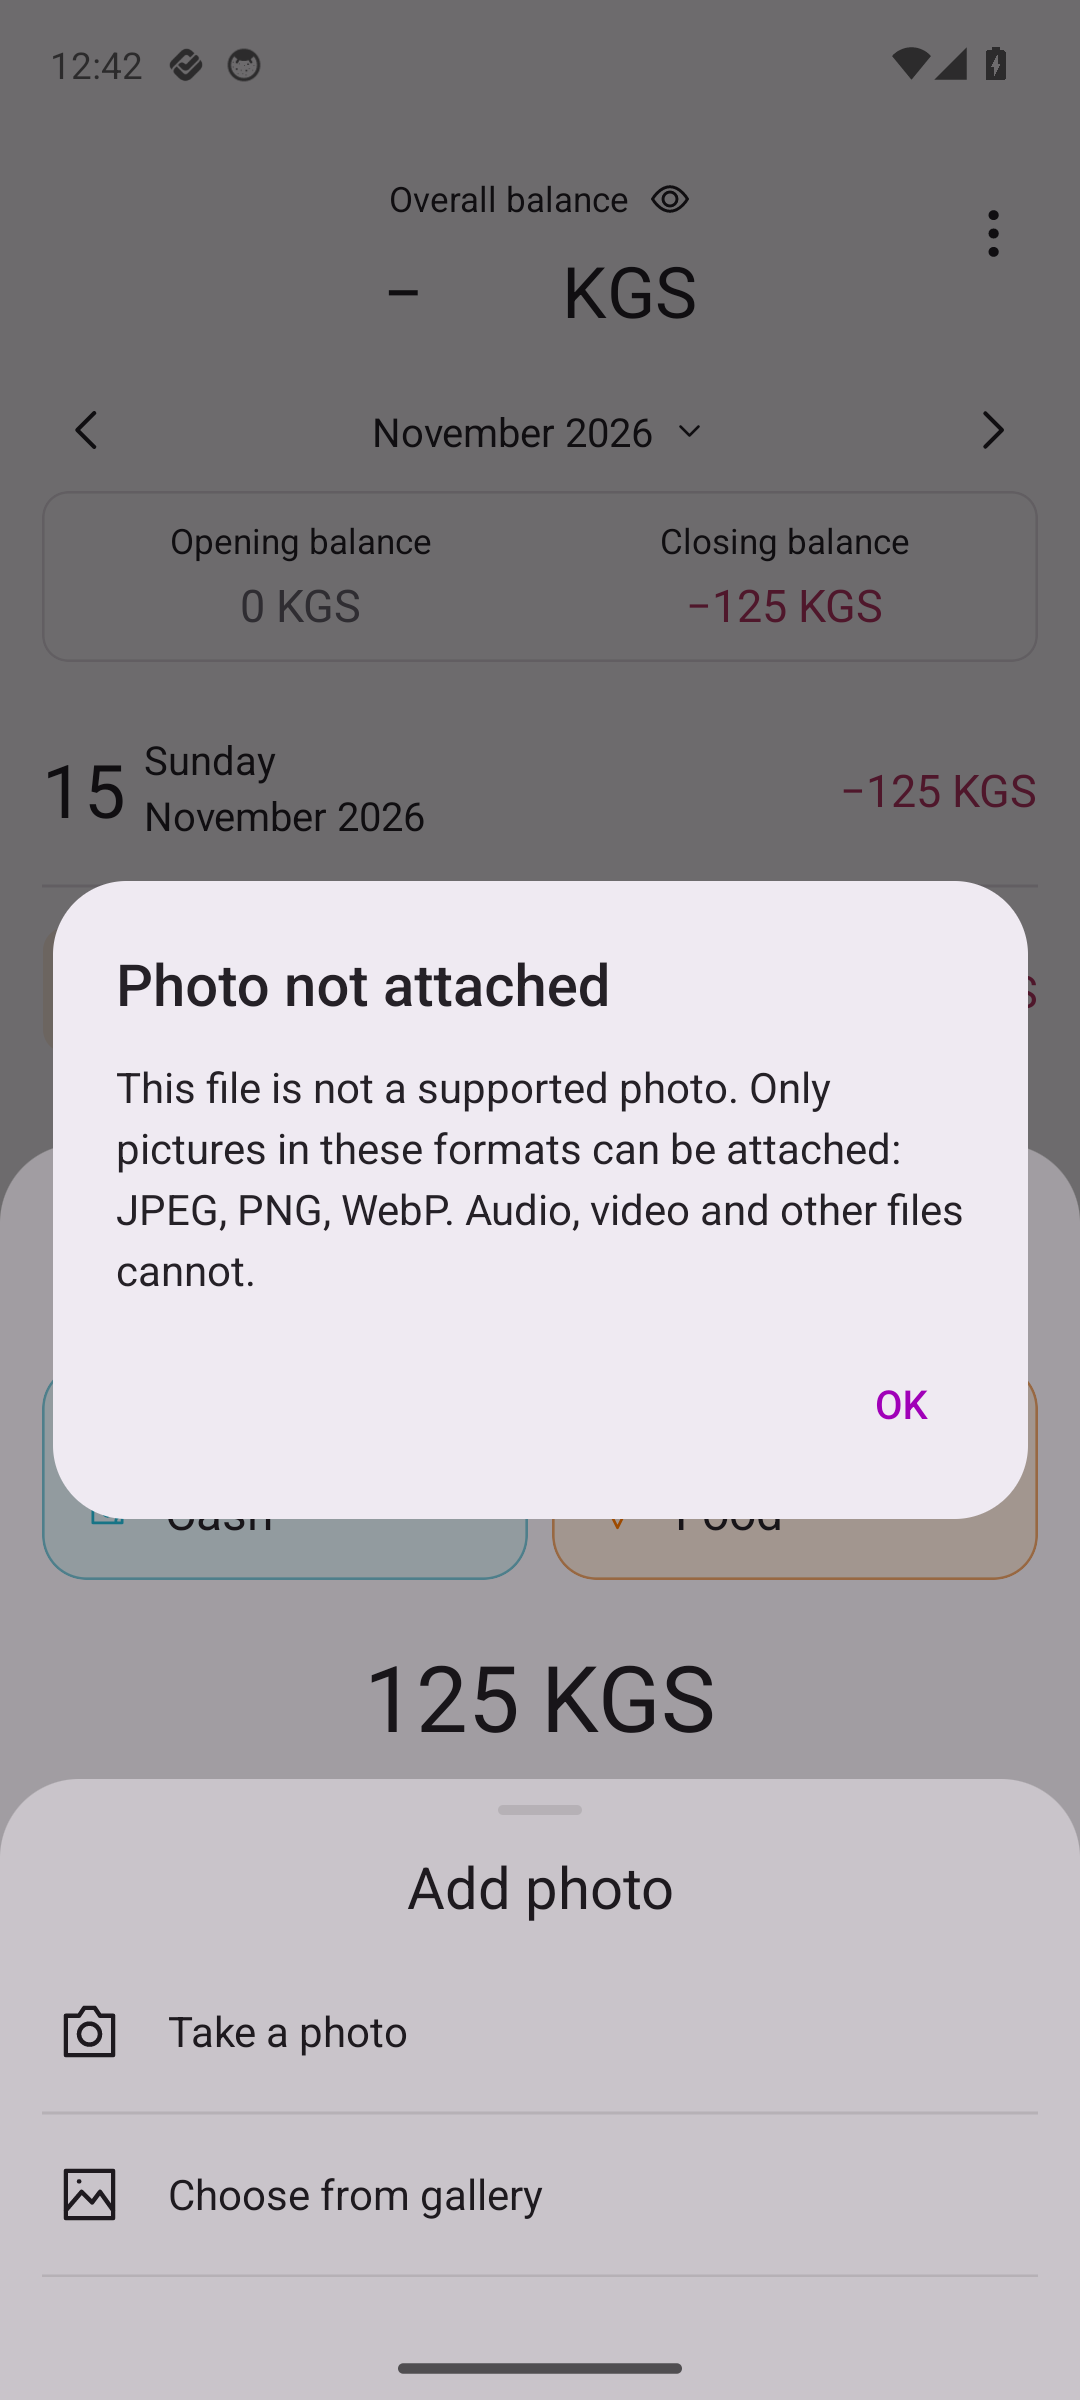 12:42
Overall balance
– KGS
November 2026
Opening balance
Closing balance
0 KGS
–125 KGS
15
Sunday
November 2026
–125 KGS
Photo not attached
This file is not a supported photo. Only
pictures in these formats can be attached:
JPEG, PNG, WebP. Audio, video and other files
cannot.
OK
Cash
Food
125 KGS
Add photo
Take a photo
Choose from gallery